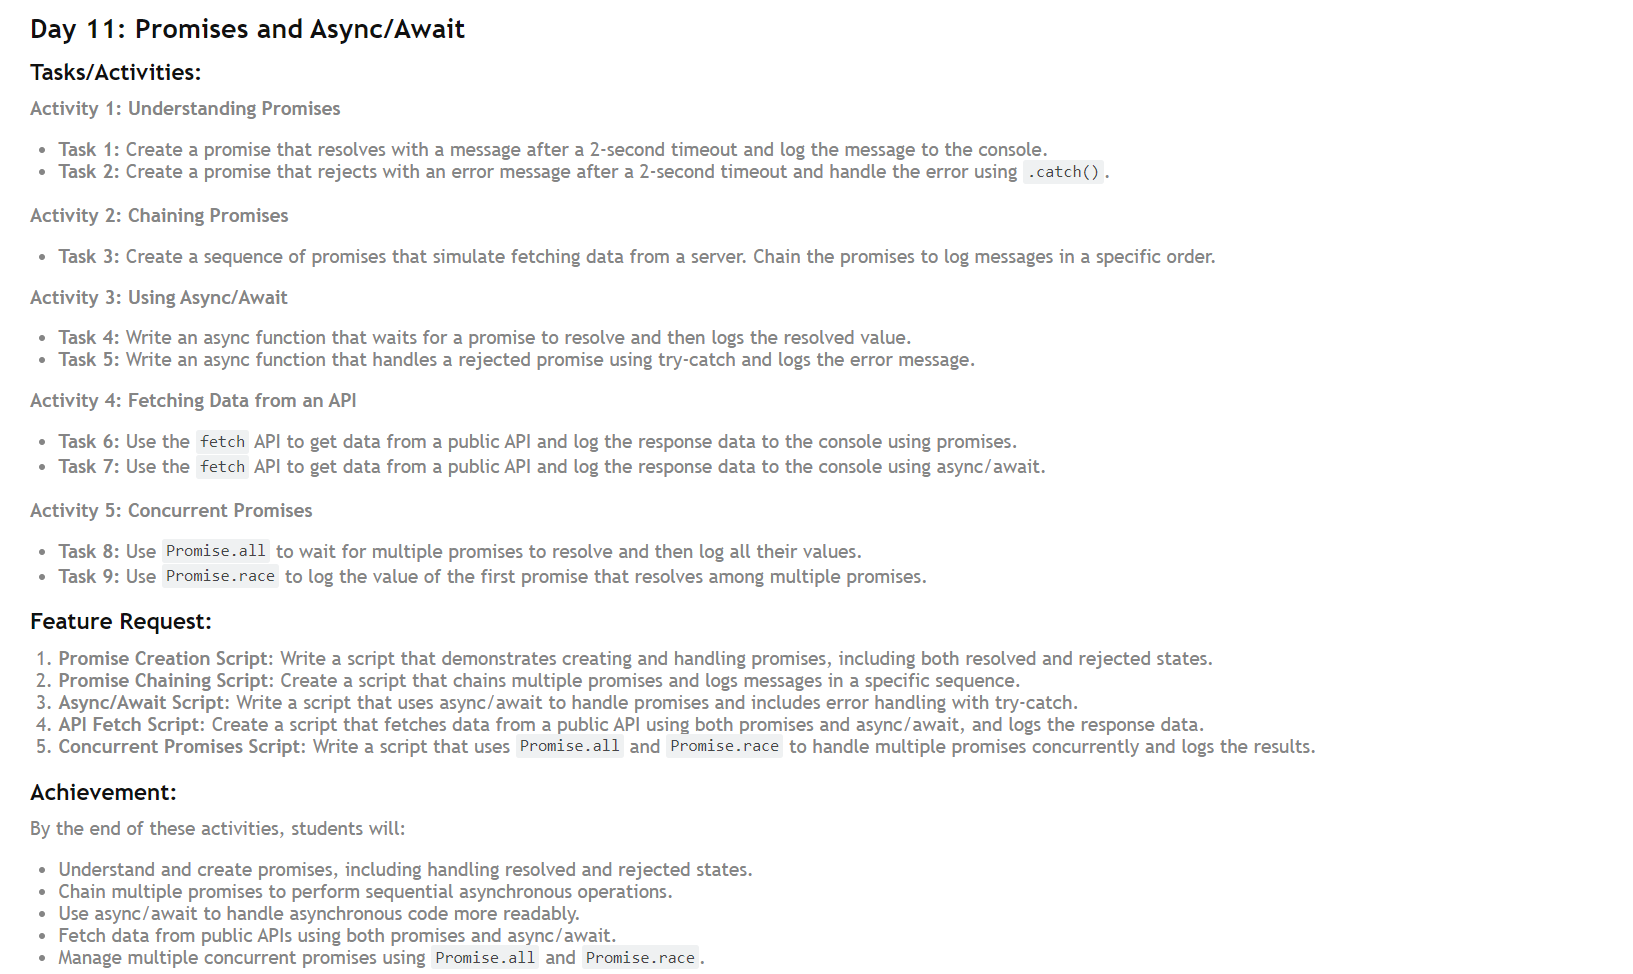 Day 11: Promises and Async/Await
Tasks/Activities:
Activity 1: Understanding Promises
• Task 1: Create a promise that resolves with a message after a 2-second timeout and log the message to the console.
• Task 2: Create a promise that rejects with an error message after a 2-second timeout and handle the error using .catch().
Activity 2: Chaining Promises
• Task 3: Create a sequence of promises that simulate fetching data from a server. Chain the promises to log messages in a specific order.
Activity 3: Using Async/Await
• Task 4: Write an async function that waits for a promise to resolve and then logs the resolved value.
• Task 5: Write an async function that handles a rejected promise using try-catch and logs the error message.
Activity 4: Fetching Data from an API
• Task 6: Use the fetch API to get data from a public API and log the response data to the console using promises.
• Task 7: Use the fetch API to get data from a public API and log the response data to the console using async/await.
Activity 5: Concurrent Promises
• Task 8: Use Promise.all to wait for multiple promises to resolve and then log all their values.
• Task 9: Use Promise.race to log the value of the first promise that resolves among multiple promises.
Feature Request:
1. Promise Creation Script: Write a script that demonstrates creating and handling promises, including both resolved and rejected states.
2. Promise Chaining Script: Create a script that chains multiple promises and logs messages in a specific sequence.
3. Async/Await Script: Write a script that uses async/await to handle promises and includes error handling with try-catch.
4. API Fetch Script: Create a script that fetches data from a public API using both promises and async/await, and logs the response data.
5. Concurrent Promises Script: Write a script that uses Promise.all and Promise.race to handle multiple promises concurrently and logs the results.
Achievement:
By the end of these activities, students will:
• Understand and create promises, including handling resolved and rejected states.
• Chain multiple promises to perform sequential asynchronous operations.
• Use async/await to handle asynchronous code more readably.
• Fetch data from public APIs using both promises and async/await.
• Manage multiple concurrent promises using Promise.all and Promise.race.